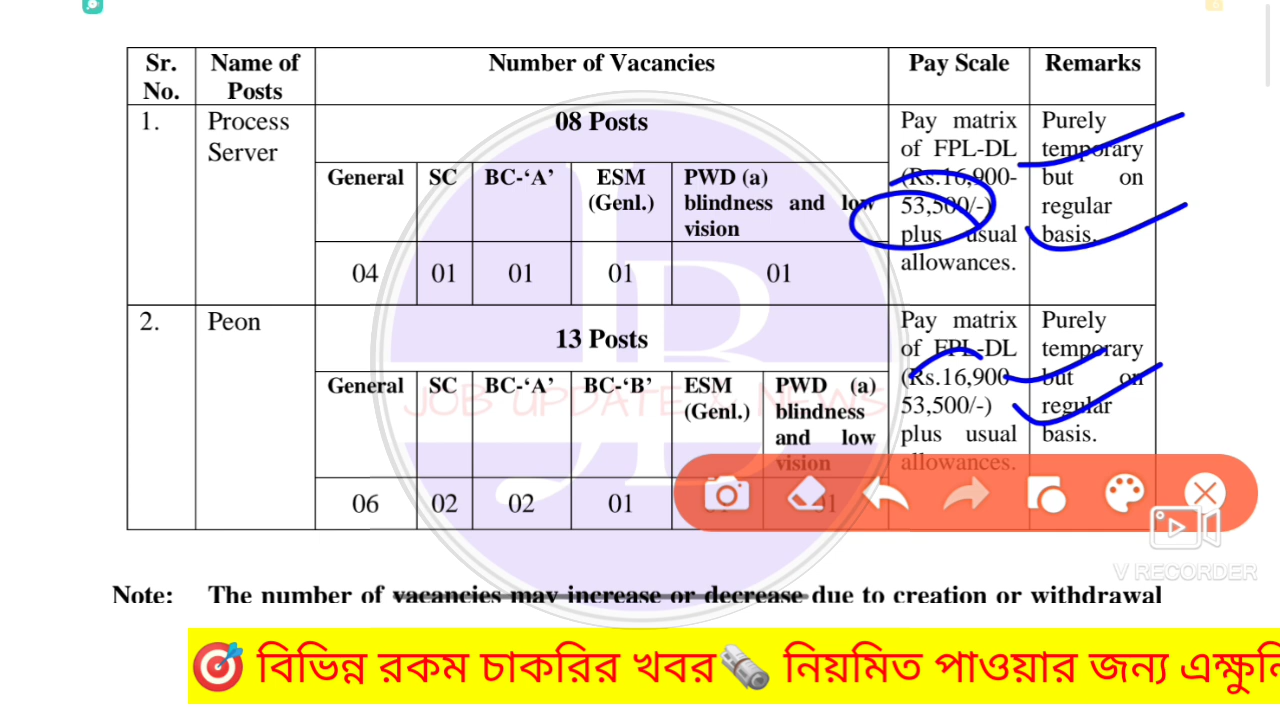 Sr. No. Name of Posts Number of Vacancies Pay Scale Remarks
1. Process Server
08 Posts
General SC BC-‘A’ ESM (Genl.) PWD (a) blindness and low vision
04 01 01 01 01
Pay matrix
of FPL-DL
(Rs.16,900-
53,500/-)
plus usual
allowances.
Purely
temporary
but on
regular
basis.
2. Peon
13 Posts
General SC BC-‘A’ BC-‘B’ ESM (Genl.) PWD (a) blindness and low vision
06 02 02 01
Pay matrix
of FPL-DL
(Rs.16,900
53,500/-)
plus usual
allowances.
Purely
temporary
but on
regular
basis.
JOB UPDATE & NEWS
V RECORDER
Note: The number of vacancies may increase or decrease due to creation or withdrawal
🎯 বিভিন্ন রকম চাকরির খবর🗞️ নিয়মিত পাওয়ার জন্য